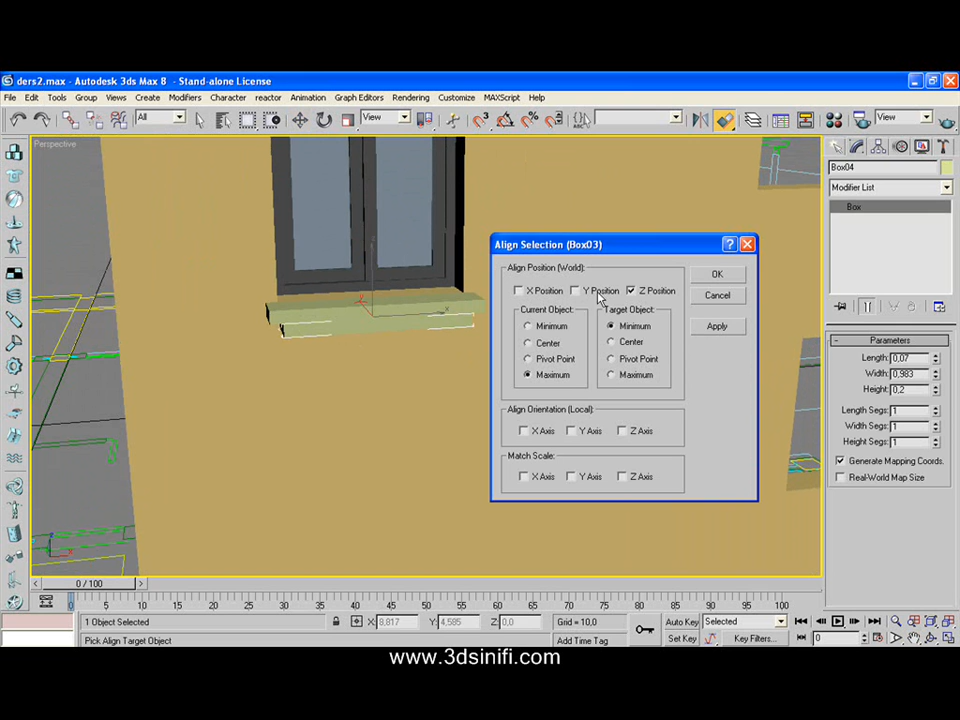 ders2.max - Autodesk 3ds Max 8 - Stand-alone License
File Edit Tools Group Views Create Modifiers Character reactor Animation Graph Editors Rendering Customize MAXScript Help
All View View
Perspective
Box04
Modifier List
Box
Align Selection (Box03)
Align Position (World):
X Position Y Position Z Position
Current Object: Target Object:
Minimum Minimum
Center Center
Pivot Point Pivot Point
Maximum Maximum
Align Orientation (Local):
X Axis Y Axis Z Axis
Match Scale:
X Axis Y Axis Z Axis
OK
Cancel
Apply
Parameters
Length: 0,07
Width: 0,983
Height: 0,2
Length Segs: 1
Width Segs: 1
Height Segs: 1
Generate Mapping Coords.
Real-World Map Size
0 / 100
0 5 10 15 20 25 30 35 40 45 50 55 60 65 70 75 80 85 90 95 100
1 Object Selected X: 8,817 Y: 4,585 Z: 0,0 Grid = 10,0 Auto Key Selected
Pick Align Target Object Add Time Tag Set Key Key Filters... 0
www.3dsinifi.com